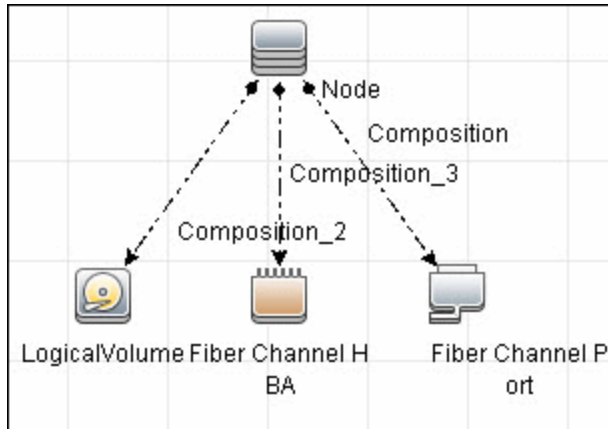 Node
Composition
Composition_3
Composition_2
LogicalVolume
Fiber Channel H
BA
Fiber Channel P
ort